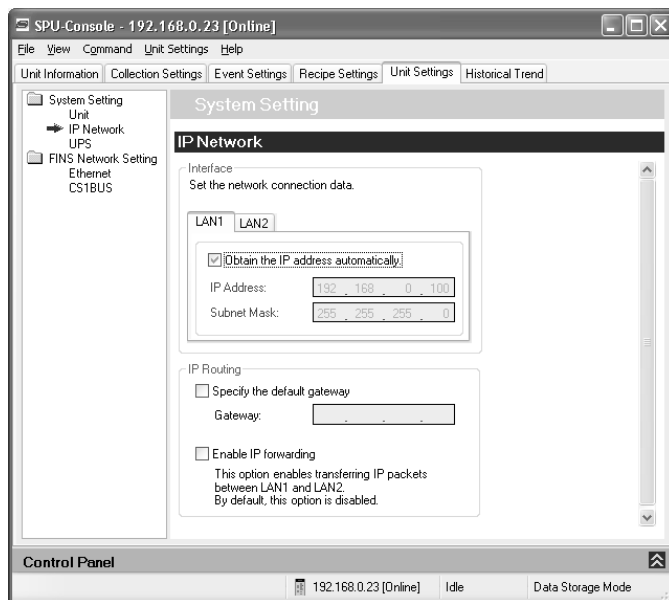 SPU-Console - 192.168.0.23 [Online]
File View Command Unit Settings Help
Unit Information Collection Settings Event Settings Recipe Settings Unit Settings Historical Trend
System Setting
Unit
IP Network
UPS
FINS Network Setting
Ethernet
CS1BUS
System Setting
IP Network
Interface
Set the network connection data.
LAN1 LAN2
Obtain the IP address automatically.
IP Address: 192 . 168 . 0 . 100
Subnet Mask: 255 . 255 . 255 . 0
IP Routing
Specify the default gateway
Gateway: . . .
Enable IP forwarding
This option enables transferring IP packets
between LAN1 and LAN2.
By default, this option is disabled.
Control Panel
192.168.0.23 [Online] Idle Data Storage Mode